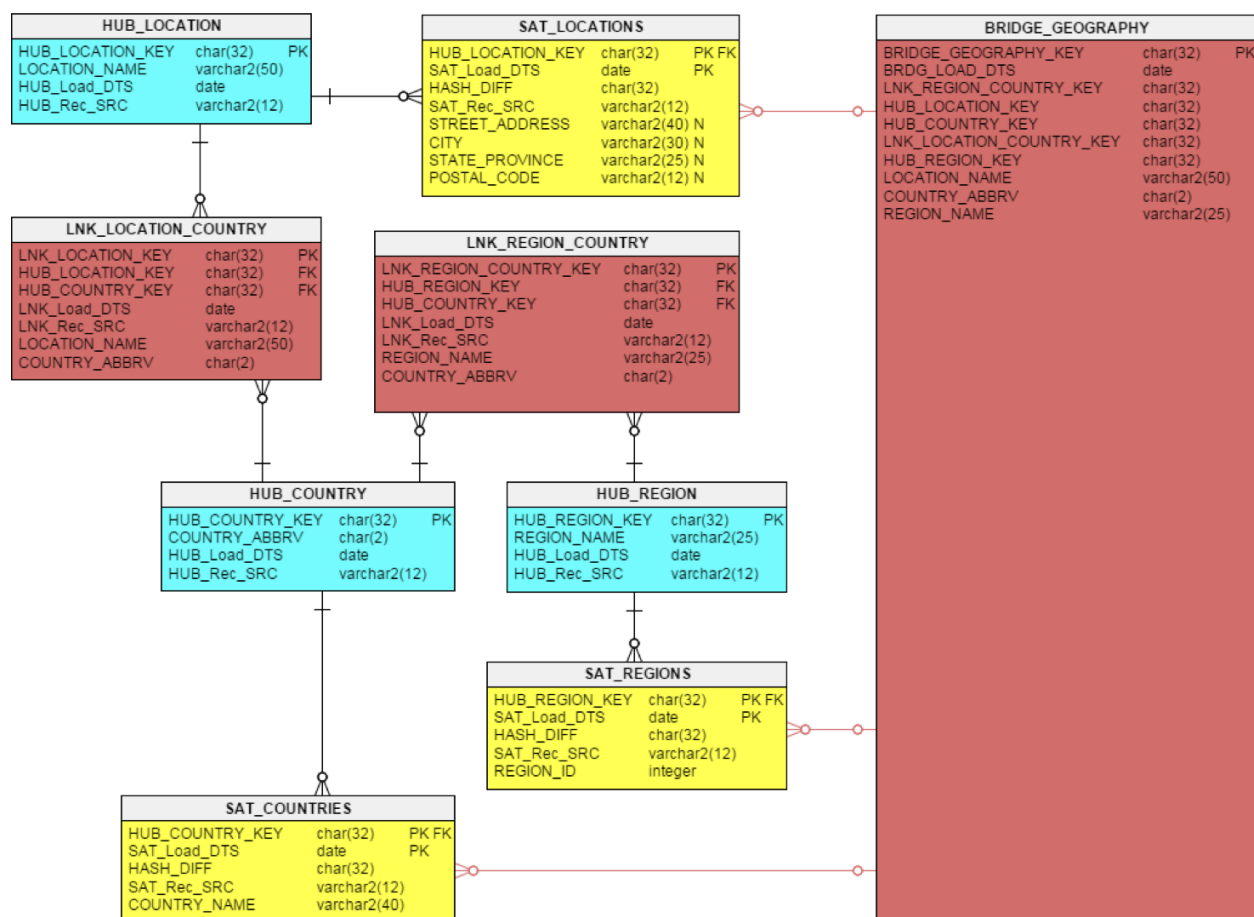 HUB_LOCATION
HUB_LOCATION_KEY char(32) PK
LOCATION_NAME varchar2(50)
HUB_Load_DTS date
HUB_Rec_SRC varchar2(12)
SAT_LOCATIONS
HUB_LOCATION_KEY char(32) PK FK
SAT_Load_DTS date PK
HASH_DIFF char(32)
SAT_Rec_SRC varchar2(12)
STREET_ADDRESS varchar2(40) N
CITY varchar2(30) N
STATE_PROVINCE varchar2(25) N
POSTAL_CODE varchar2(12) N
BRIDGE_GEOGRAPHY
BRIDGE_GEOGRAPHY_KEY char(32) PK
BRDG_LOAD_DTS date
LNK_REGION_COUNTRY_KEY char(32)
HUB_LOCATION_KEY char(32)
HUB_COUNTRY_KEY char(32)
LNK_LOCATION_COUNTRY_KEY char(32)
HUB_REGION_KEY char(32)
LOCATION_NAME varchar2(50)
COUNTRY_ABBRV char(2)
REGION_NAME varchar2(25)
LNK_LOCATION_COUNTRY
LNK_LOCATION_KEY char(32) PK
HUB_LOCATION_KEY char(32) FK
HUB_COUNTRY_KEY char(32) FK
LNK_Load_DTS date
LNK_Rec_SRC varchar2(12)
LOCATION_NAME varchar2(50)
COUNTRY_ABBRV char(2)
LNK_REGION_COUNTRY
LNK_REGION_COUNTRY_KEY char(32) PK
HUB_REGION_KEY char(32) FK
HUB_COUNTRY_KEY char(32) FK
LNK_Load_DTS date
LNK_Rec_SRC varchar2(12)
REGION_NAME varchar2(25)
COUNTRY_ABBRV char(2)
HUB_COUNTRY
HUB_COUNTRY_KEY char(32) PK
COUNTRY_ABBRV char(2)
HUB_Load_DTS date
HUB_Rec_SRC varchar2(12)
HUB_REGION
HUB_REGION_KEY char(32) PK
REGION_NAME varchar2(25)
HUB_Load_DTS date
HUB_Rec_SRC varchar2(12)
SAT_REGIONS
HUB_REGION_KEY char(32) PK FK
SAT_Load_DTS date PK
HASH_DIFF char(32)
SAT_Rec_SRC varchar2(12)
REGION_ID integer
SAT_COUNTRIES
HUB_COUNTRY_KEY char(32) PK FK
SAT_Load_DTS date PK
HASH_DIFF char(32)
SAT_Rec_SRC varchar2(12)
COUNTRY_NAME varchar2(40)